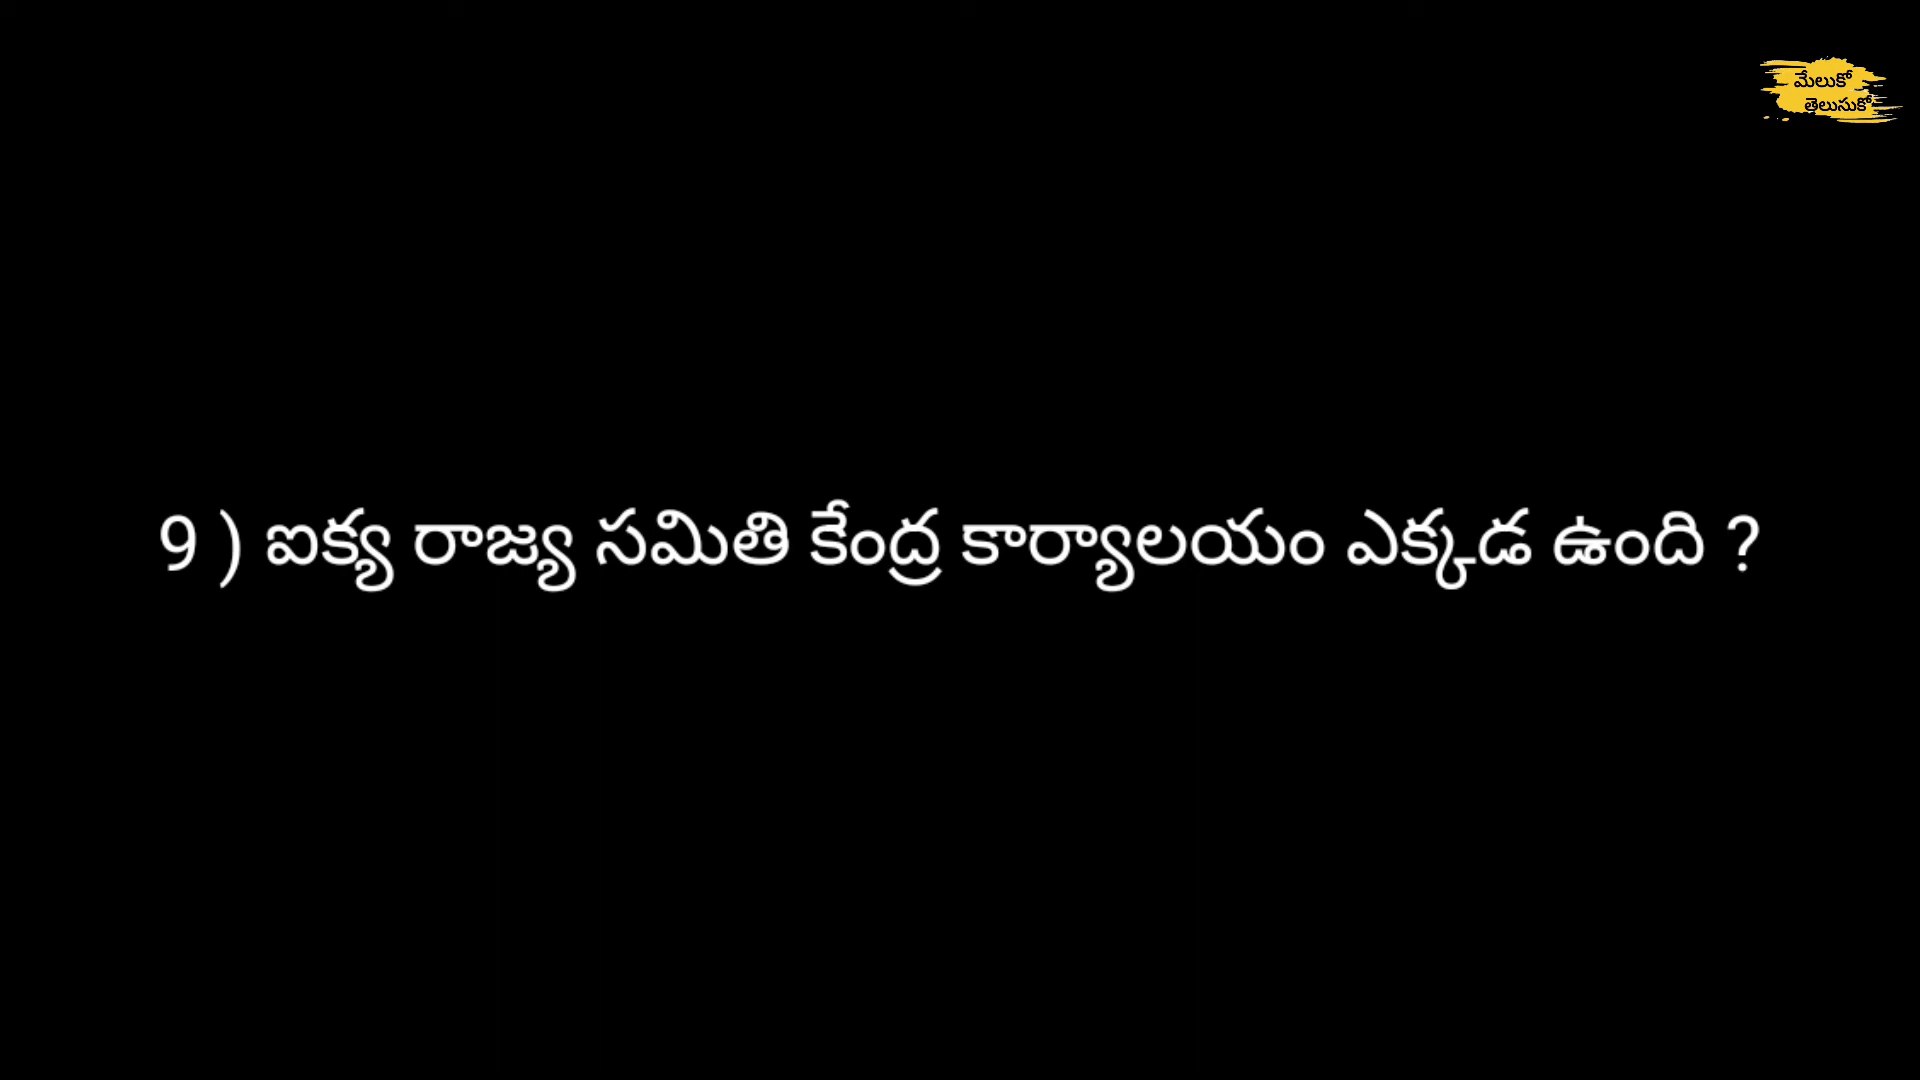 మేలుకో
తెలుసుకో
9 ) ఐక్య రాజ్య సమితి కేంద్ర కార్యాలయం ఎక్కడ ఉంది ?